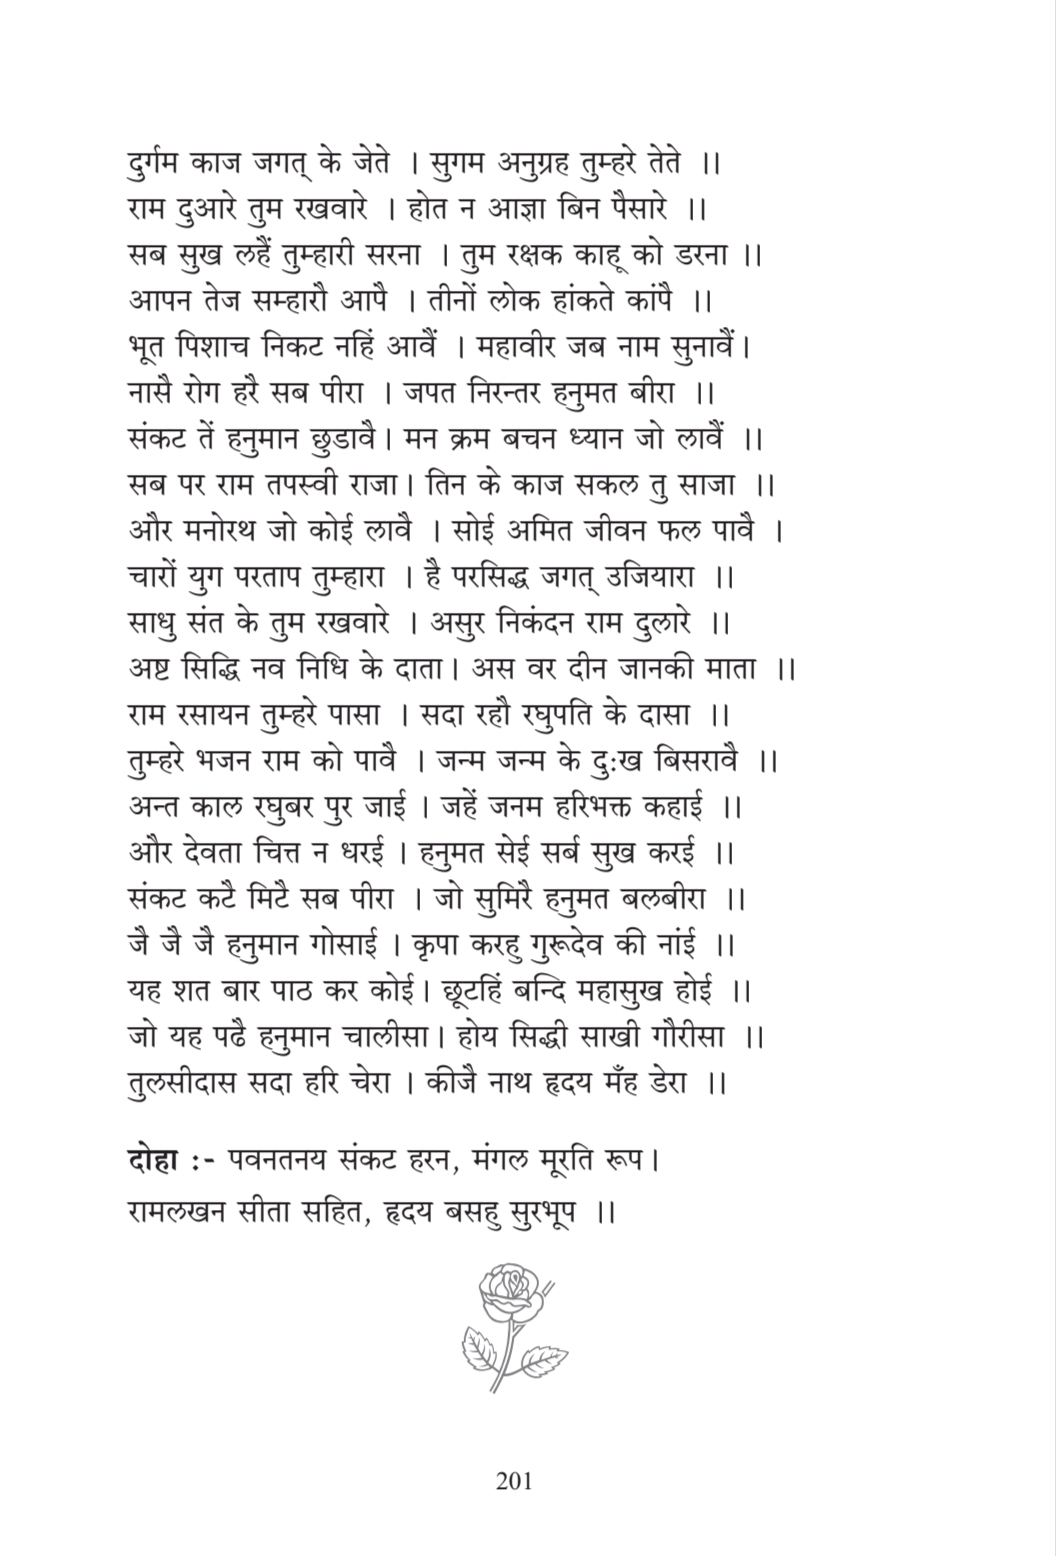 दुर्गम काज जगत् के जेते । सुगम अनुग्रह तुम्हरे तेते ।।
राम दुआरे तुम रखवारे । होत न आज्ञा बिन पैसारे ।।
सब सुख लहैं तुम्हारी सरना । तुम रक्षक काहू को डरना ।।
आपन तेज सम्हारौ आपै । तीनों लोक हांकते कांपै ।।
भूत पिशाच निकट नहिं आवैं । महावीर जब नाम सुनावैं।
नासै रोग हरै सब पीरा । जपत निरन्तर हनुमत बीरा ।।
संकट तें हनुमान छुडावै। मन क्रम बचन ध्यान जो लावैं ।।
सब पर राम तपस्वी राजा। तिन के काज सकल तु साजा ।।
और मनोरथ जो कोई लावै । सोई अमित जीवन फल पावै ।
चारों युग परताप तुम्हारा । है परसिद्ध जगत् उजियारा ।।
साधु संत के तुम रखवारे । असुर निकंदन राम दुलारे ।।
अष्ट सिद्धि नव निधि के दाता। अस वर दीन जानकी माता ।।
राम रसायन तुम्हरे पासा । सदा रहौ रघुपति के दासा ।।
तुम्हरे भजन राम को पावै । जन्म जन्म के दुःख बिसरावै ।।
अन्त काल रघुबर पुर जाई । जहें जनम हरिभक्त कहाई ।।
और देवता चित्त न धरई । हनुमत सेई सर्ब सुख करई ।।
संकट कटै मिटै सब पीरा । जो सुमिरै हनुमत बलबीरा ।।
जै जै जै हनुमान गोसाई । कृपा करहु गुरूदेव की नांई ।।
यह शत बार पाठ कर कोई। छूटहिं बन्दि महासुख होई ।।
जो यह पढै हनुमान चालीसा। होय सिद्धी साखी गौरीसा ।।
तुलसीदास सदा हरि चेरा । कीजै नाथ हृदय मँह डेरा ।।
दोहा :- पवनतनय संकट हरन, मंगल मूरति रूप।
रामलखन सीता सहित, हृदय बसहु सुरभूप ।।
201